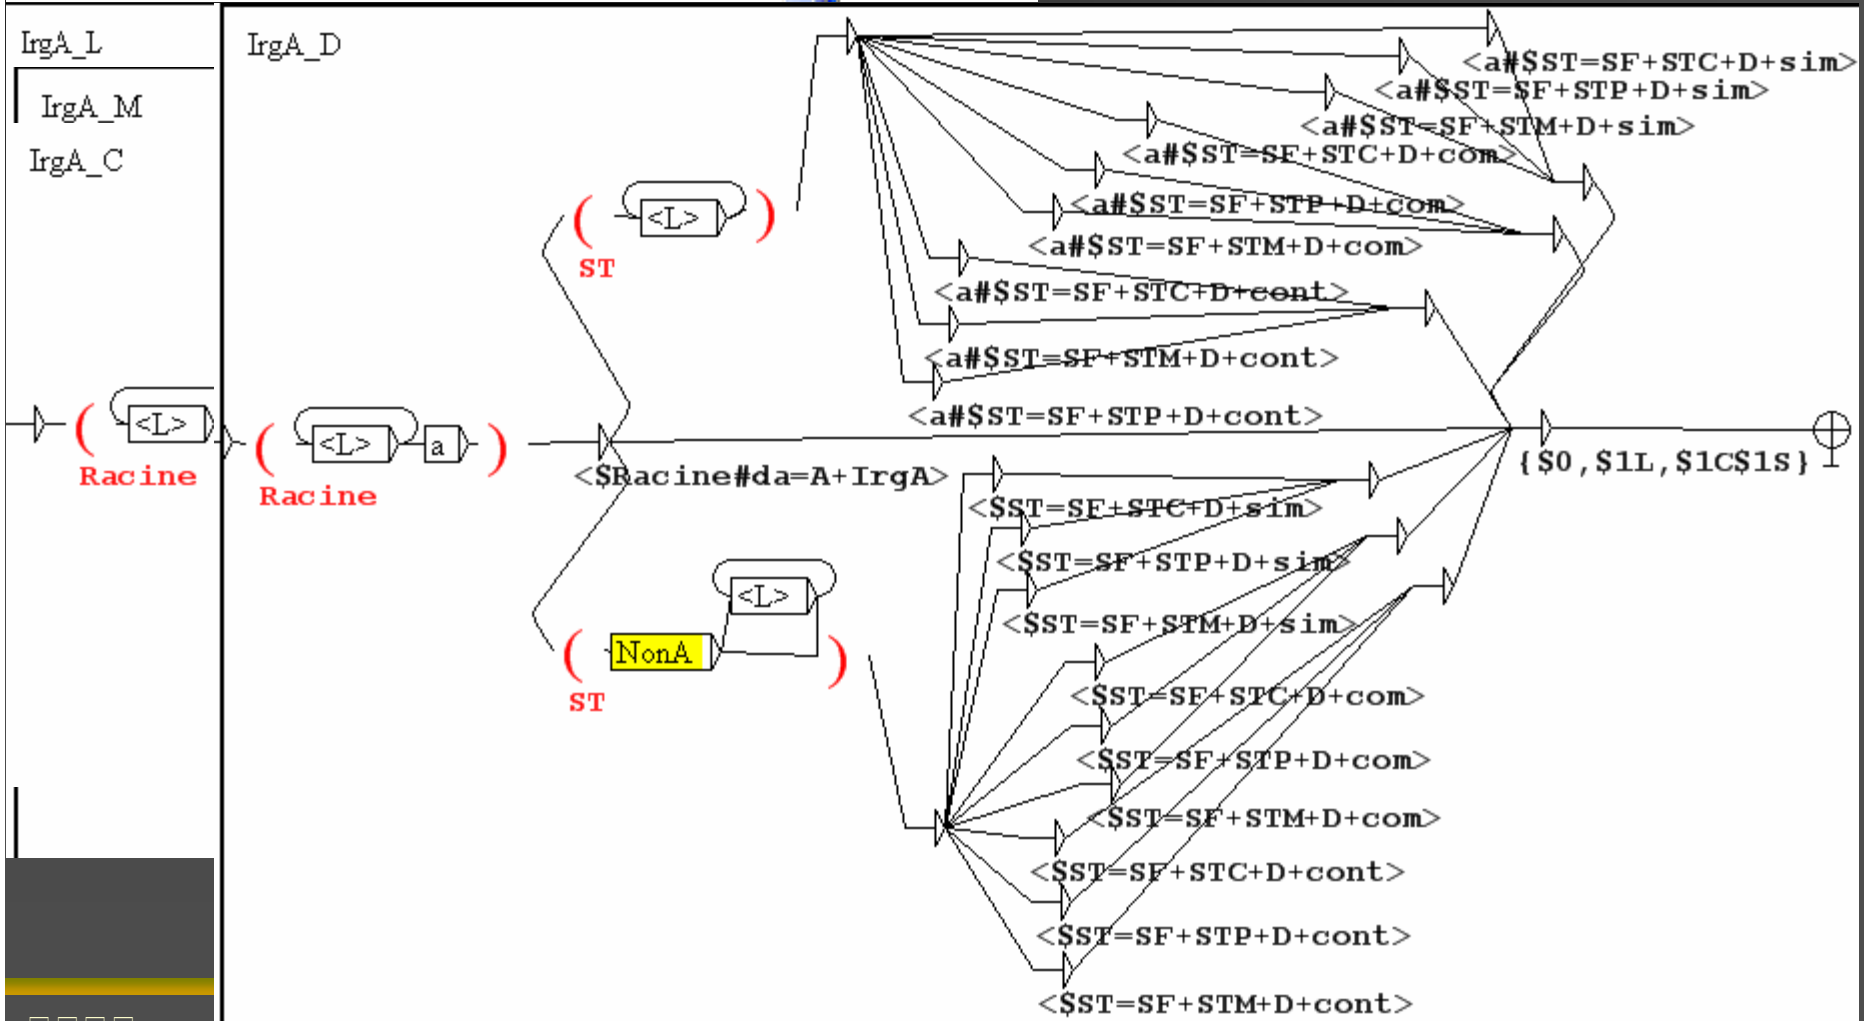 IrgA_L
IrgA_M
IrgA_C
<L>
Racine
IrgA_D
<L>
a
Racine
<L>
ST
<a#$ST=SF+STC+D+sim>
<a#$ST=SF+STP+D+sim>
<a#$ST=SF+STM+D+sim>
<a#$ST=SF+STC+D+com>
<a#$ST=SF+STP+D+com>
<a#$ST=SF+STM+D+com>
<a#$ST=SF+STC+D+cont>
<a#$ST=SF+STM+D+cont>
<a#$ST=SF+STP+D+cont>
<$Racine#da=A+IrgA>
{$0,$1L,$1C$1S}
<L>
NonA
ST
<$ST=SF+STC+D+sim>
<$ST=SF+STP+D+sim>
<$ST=SF+STM+D+sim>
<$ST=SF+STC+D+com>
<$ST=SF+STP+D+com>
<$ST=SF+STM+D+com>
<$ST=SF+STC+D+cont>
<$ST=SF+STP+D+cont>
<$ST=SF+STM+D+cont>